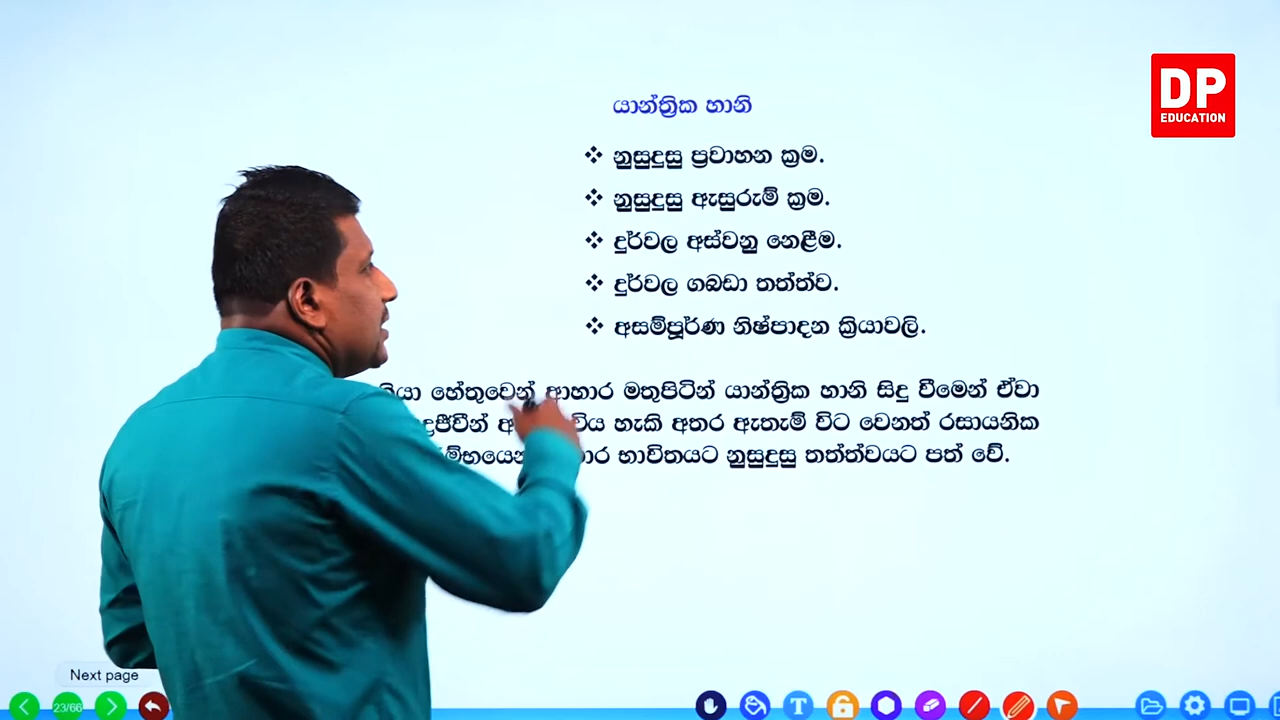 DP
EDUCATION
යාන්ත්‍රික හානි
❖ නුසුදුසු ප්‍රවාහන ක්‍රම.
❖ නුසුදුසු ඇසුරුම් ක්‍රම.
❖ දුර්වල අස්වනු නෙළීම.
❖ දුර්වල ගබඩා තත්ත්ව.
❖ අසම්පූර්ණ නිෂ්පාදන ක්‍රියාවලි.
හේතුවෙන් ආහාර මතුපිටින් යාන්ත්‍රික හානි සිදු වීමෙන් ඒවා
හැකි අතර ඇතැම් විට වෙනත් රසායනික
භාවිතයට නුසුදුසු තත්ත්වයට පත් වේ.
Next page
23/66
T